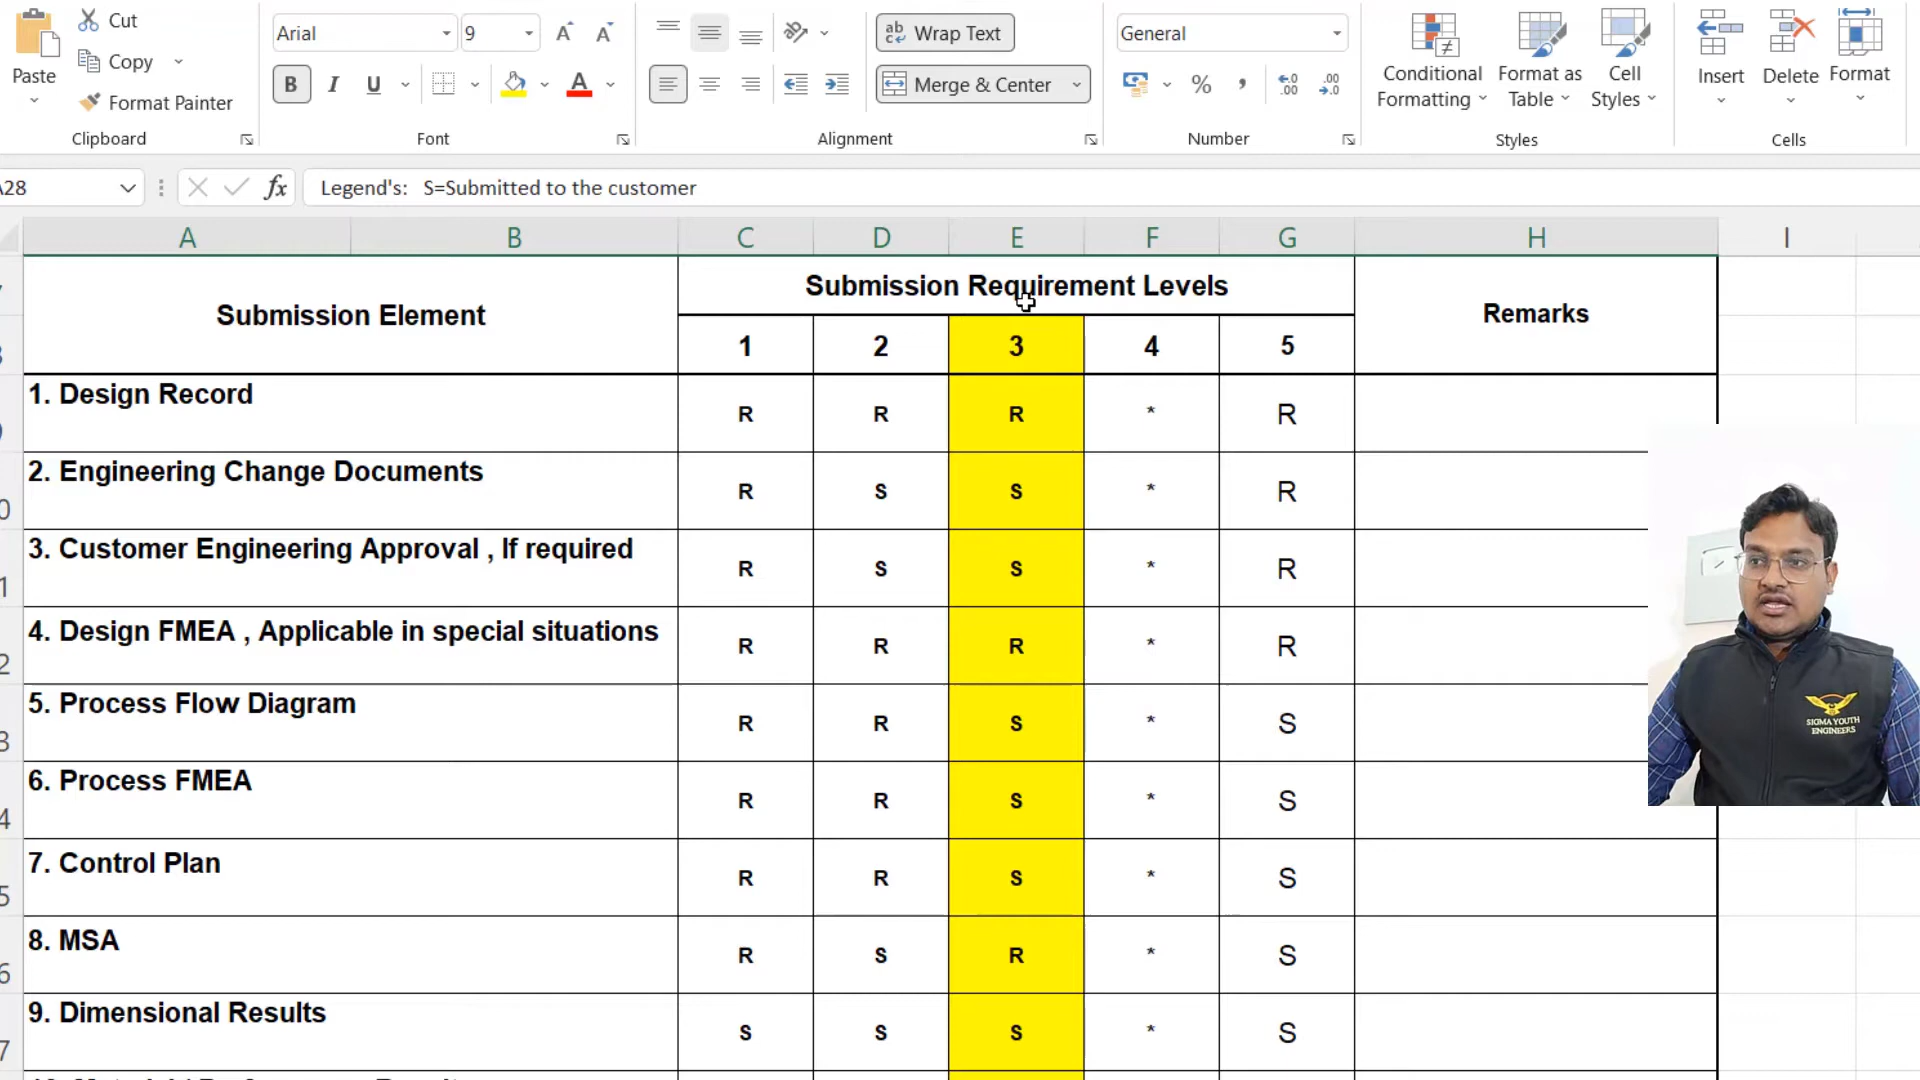 Cut
Copy
Paste
Format Painter
Clipboard
Arial
9
B I U
Font
Wrap Text
Merge & Center
Alignment
General
% ,
Number
Conditional Formatting
Format as Table
Cell Styles
Styles
Insert
Delete
Format
Cells
A28
fx
Legend's: S=Submitted to the customer
A B C D E F G H I
Submission Element
Submission Requirement Levels
Remarks
1 2 3 4 5
1. Design Record R R R * R
2. Engineering Change Documents R S S * R
3. Customer Engineering Approval , If required R S S * R
4. Design FMEA , Applicable in special situations R R R * R
5. Process Flow Diagram R R S * S
6. Process FMEA R R S * S
7. Control Plan R R S * S
8. MSA R S R * S
9. Dimensional Results S S S * S
SIGMA YOUTH
ENGINEERS